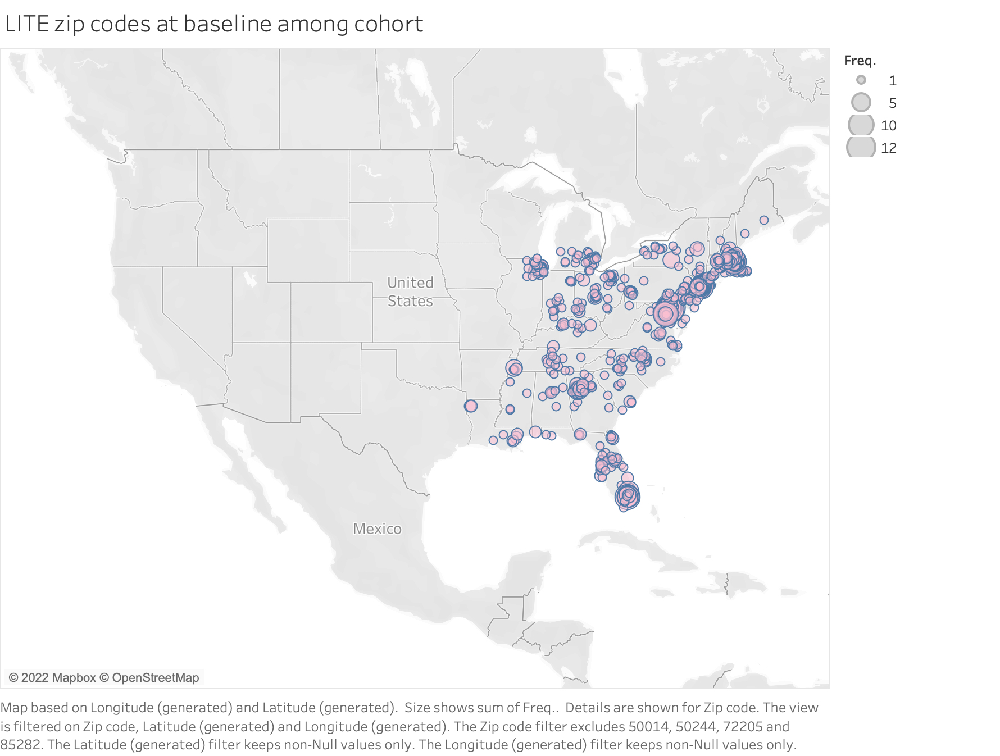 LITE zip codes at baseline among cohort
Freq.
1
5
10
12
United
States
Mexico
© 2022 Mapbox © OpenStreetMap
Map based on Longitude (generated) and Latitude (generated).  Size shows sum of Freq..  Details are shown for Zip code. The view
is filtered on Zip code, Latitude (generated) and Longitude (generated). The Zip code filter excludes 50014, 50244, 72205 and
85282. The Latitude (generated) filter keeps non-Null values only. The Longitude (generated) filter keeps non-Null values only.